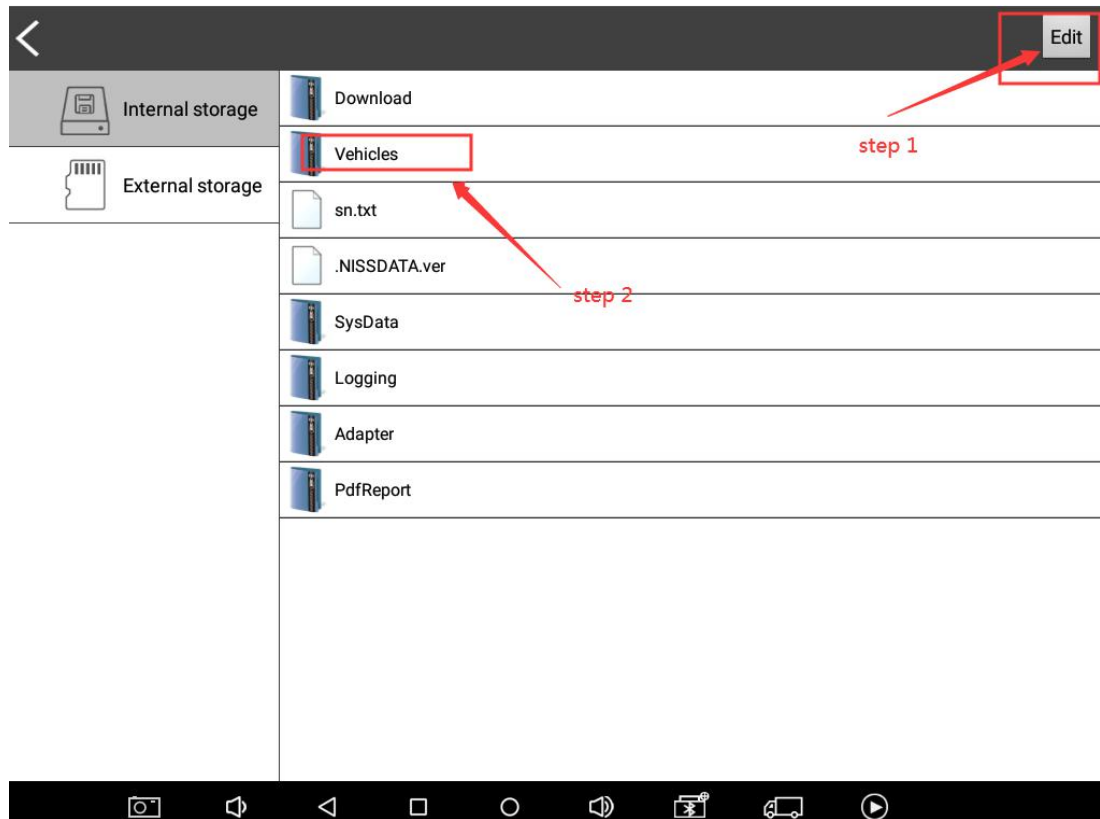 Edit
Internal storage
External storage
Download
Vehicles
sn.txt
.NISSDATA.ver
SysData
Logging
Adapter
PdfReport
step 1
step 2